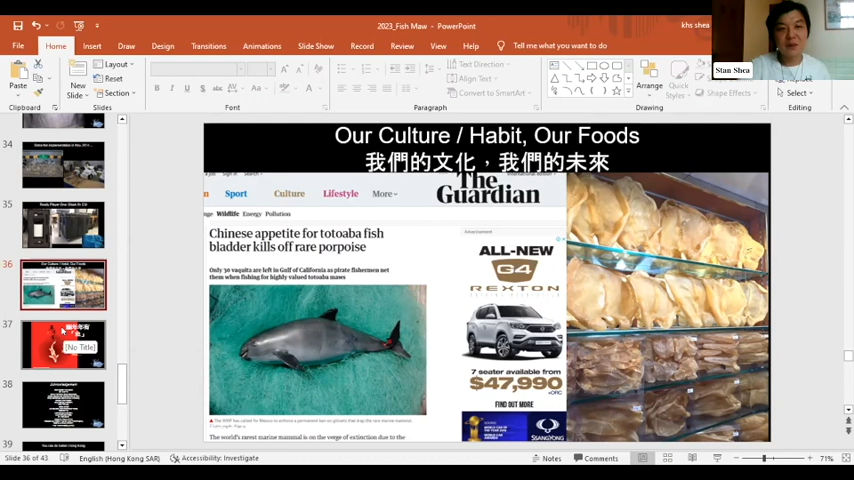 2023_Fish Maw - PowerPoint
khs shea
File
Home
Insert
Draw
Design
Transitions
Animations
Slide Show
Review
Record
View
Help
Tell me what you want to do
Stan Shea
Paste
Clipboard
New
Slide
Layout
Reset
Section
Slides
Font
Text Direction
Align Text
Convert to SmartArt
Paragraph
Arrange
Quick
Styles
Shape Effects
Drawing
Select
Editing
34
35
36
37
[No Title]
38
39
Our Culture / Habit, Our Foods
我們的文化，我們的未來
Sport
Culture
Lifestyle
More
The
Guardian
Wildlife
Energy
Pollution
Chinese appetite for totoaba fish
bladder kills off rare porpoise
Only 30 vaquita are left in Gulf of California as pirate fishermen net
them when fishing for highly valued totoaba maws
The world's rarest marine mammal is on the verge of extinction due to the
Advertisement
ALL-NEW
G4
REXTON
7 seater available from
$47,990
FIND OUT MORE
SSANGYONG
Slide 36 of 43
English (Hong Kong SAR)
Accessibility: Investigate
Notes
Comments
71%